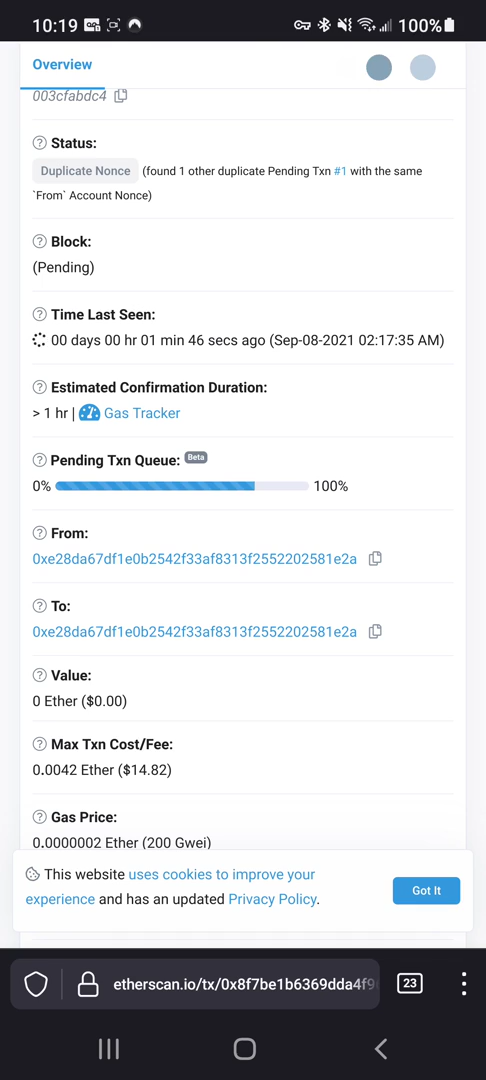 10:19
100%
Overview
003cfabdc4
Status:
Duplicate Nonce (found 1 other duplicate Pending Txn #1 with the same
`From` Account Nonce)
Block:
(Pending)
Time Last Seen:
00 days 00 hr 01 min 46 secs ago (Sep-08-2021 02:17:35 AM)
Estimated Confirmation Duration:
> 1 hr | Gas Tracker
Pending Txn Queue: Beta
0% 100%
From:
0xe28da67df1e0b2542f33af8313f2552202581e2a
To:
0xe28da67df1e0b2542f33af8313f2552202581e2a
Value:
0 Ether ($0.00)
Max Txn Cost/Fee:
0.0042 Ether ($14.82)
Gas Price:
0.0000002 Ether (200 Gwei)
This website uses cookies to improve your
experience and has an updated Privacy Policy.
Got It
etherscan.io/tx/0x8f7be1b6369dda4f9
23